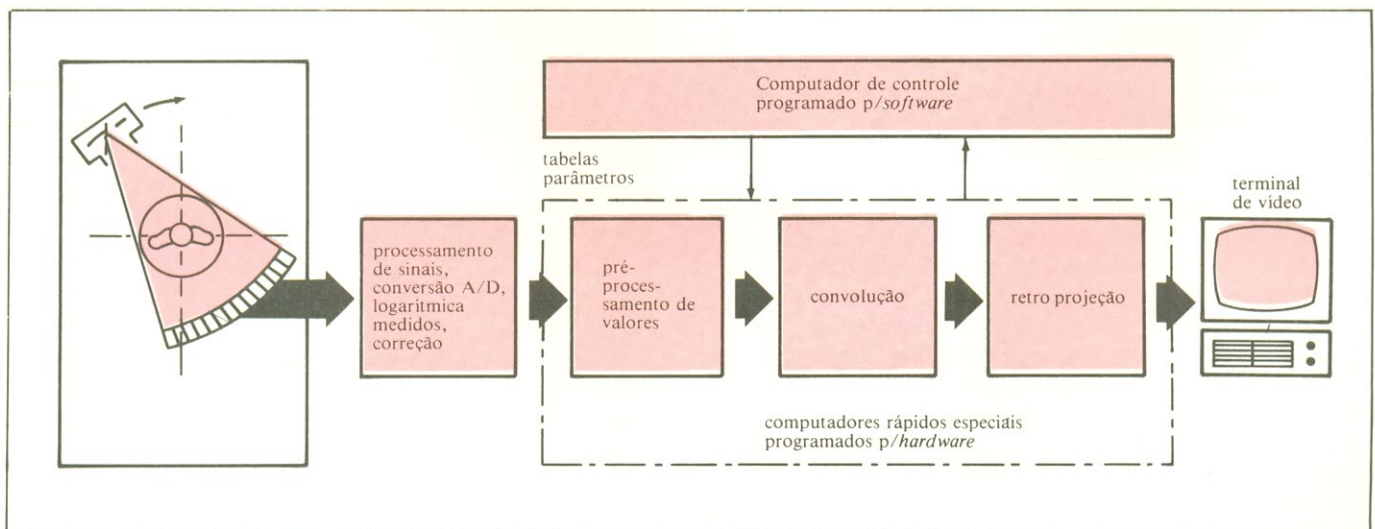 Computador de controle
programado p/software
tabelas
parâmetros
terminal
de vídeo
processamento
de sinais,
conversão A/D,
logarítmica
medidos,
correção
pré-
proces-
samento de
valores
convolução
retro projeção
computadores rápidos especiais
programados p/hardware